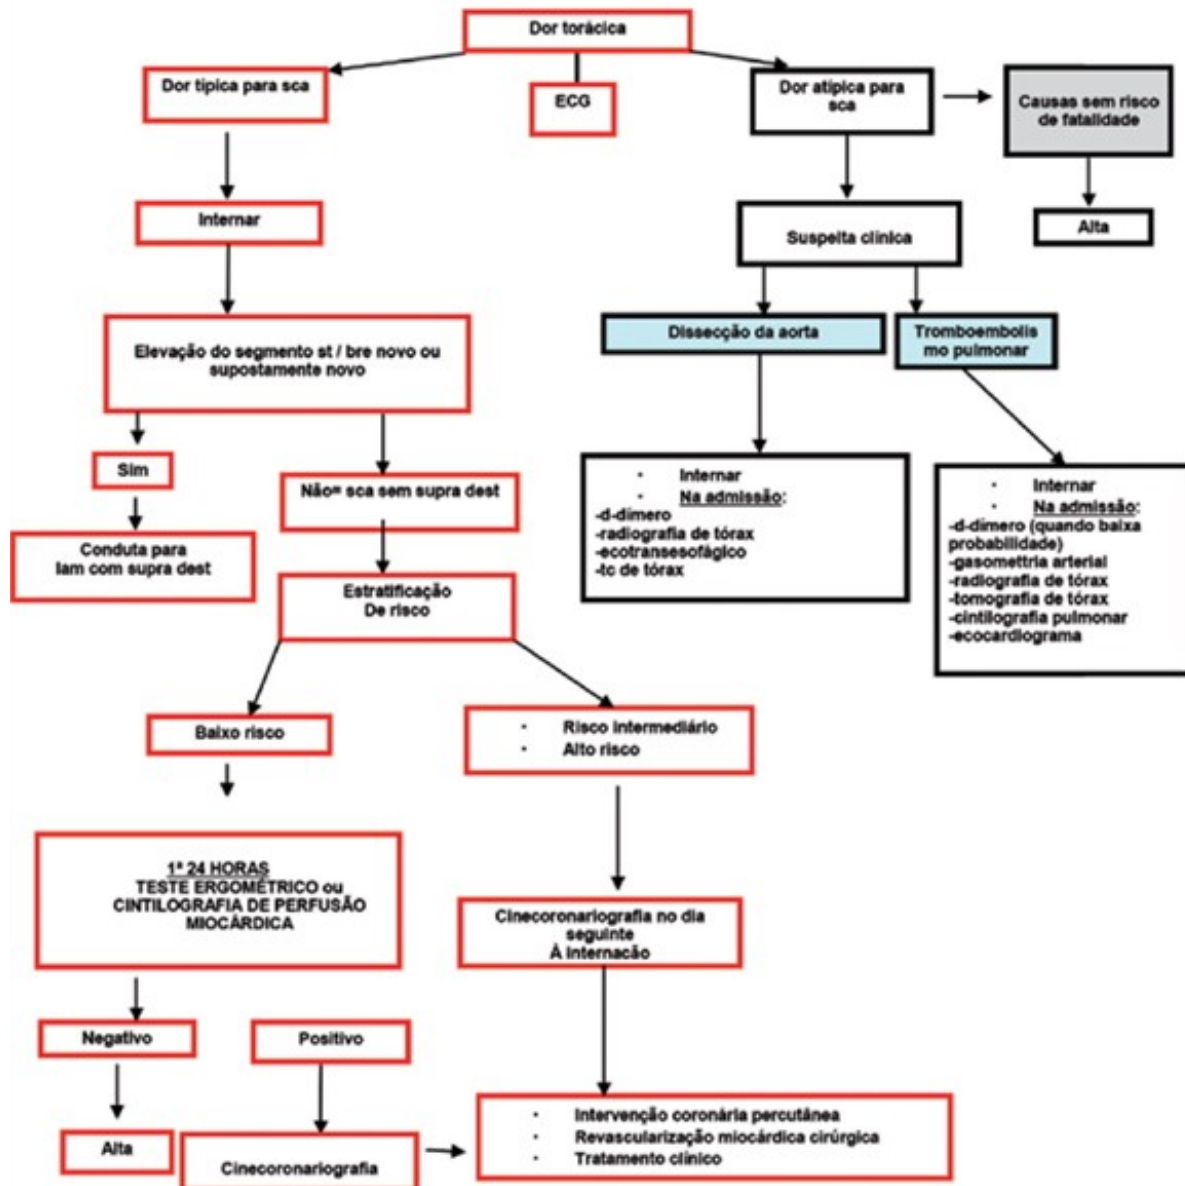 Dor torácica
Dor típica para sca
ECG
Dor atípica para
sca
Causas sem risco
de fatalidade
Internar
Suspeita clínica
Alta
Elevação do segmento st / bre novo ou
supostamente novo
Dissecção da aorta
Tromboembolis
mo pulmonar
Sim
Não= sca sem supra dest
Conduta para
Iam com supra dest
· Internar
· Na admissão:
-d-dímero
-radiografia de tórax
-ecotransesofágico
-tc de tórax
· Internar
· Na admissão:
-d-dímero (quando baixa
probabilidade)
-gasomettria arterial
-radiografia de tórax
-tomografia de tórax
-cintilografia pulmonar
-ecocardiograma
Estratificação
De risco
Baixo risco
· Risco intermediário
· Alto risco
1ª 24 HORAS
TESTE ERGOMÉTRICO ou
CINTILOGRAFIA DE PERFUSÃO
MIOCÁRDICA
Cinecoronariografia no dia
seguinte
À internacão
Negativo
Positivo
Alta
Cinecoronariografia
· Intervenção coronária percutânea
· Revascularização miocárdica cirúrgica
· Tratamento clínico